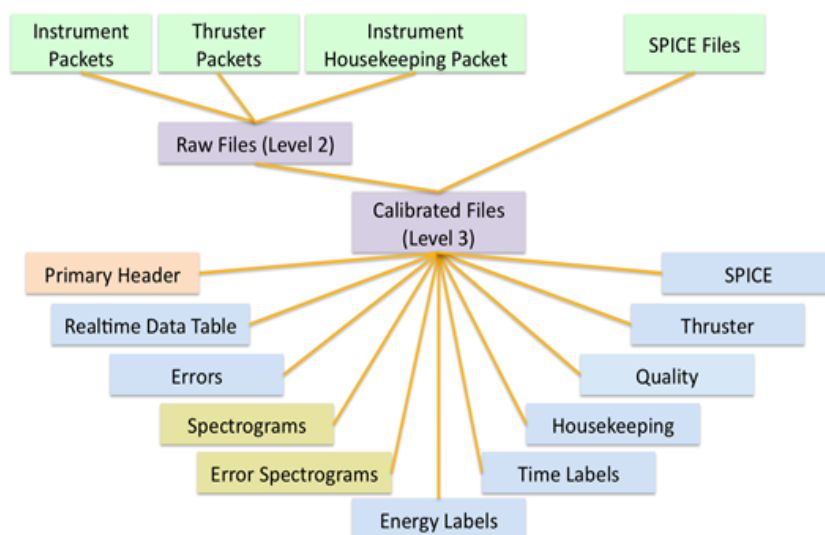 Instrument
Packets
Thruster
Packets
Instrument
Housekeeping Packet
SPICE Files
Raw Files (Level 2)
Calibrated Files
(Level 3)
Primary Header
SPICE
Realtime Data Table
Thruster
Errors
Quality
Spectrograms
Housekeeping
Error Spectrograms
Time Labels
Energy Labels